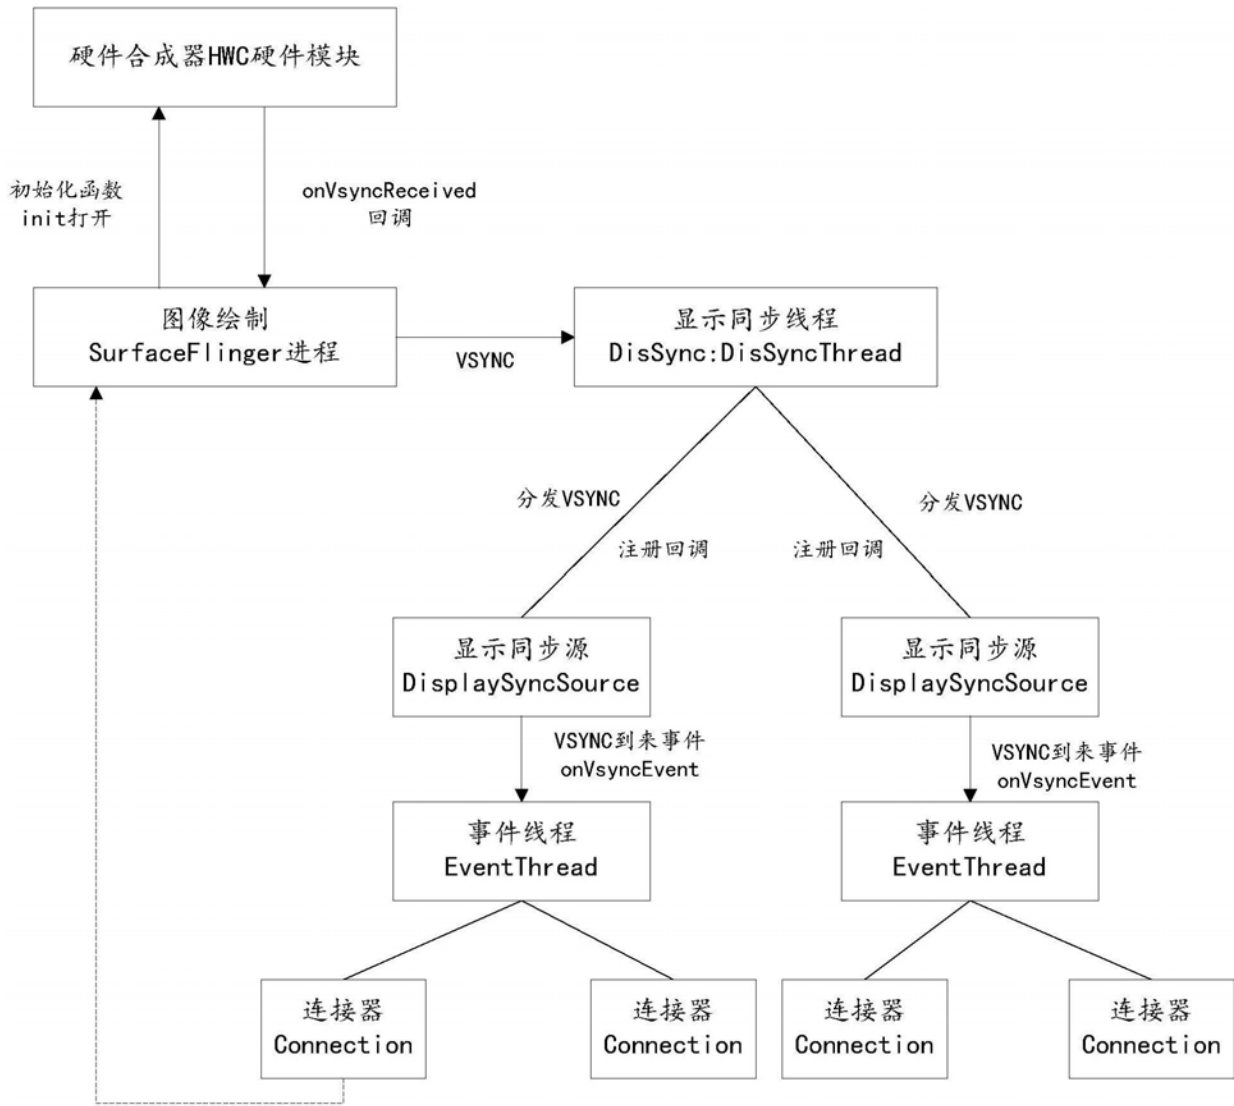 硬件合成器HWC硬件模块
初始化函数
init打开
onVsyncReceived
回调
图像绘制
SurfaceFlinger进程
VSYNC
显示同步线程
DisSync:DisSyncThread
分发VSYNC
分发VSYNC
注册回调
注册回调
显示同步源
DisplaySyncSource
显示同步源
DisplaySyncSource
VSYNC到来事件
onVsyncEvent
VSYNC到来事件
onVsyncEvent
事件线程
EventThread
事件线程
EventThread
连接器
Connection
连接器
Connection
连接器
Connection
连接器
Connection